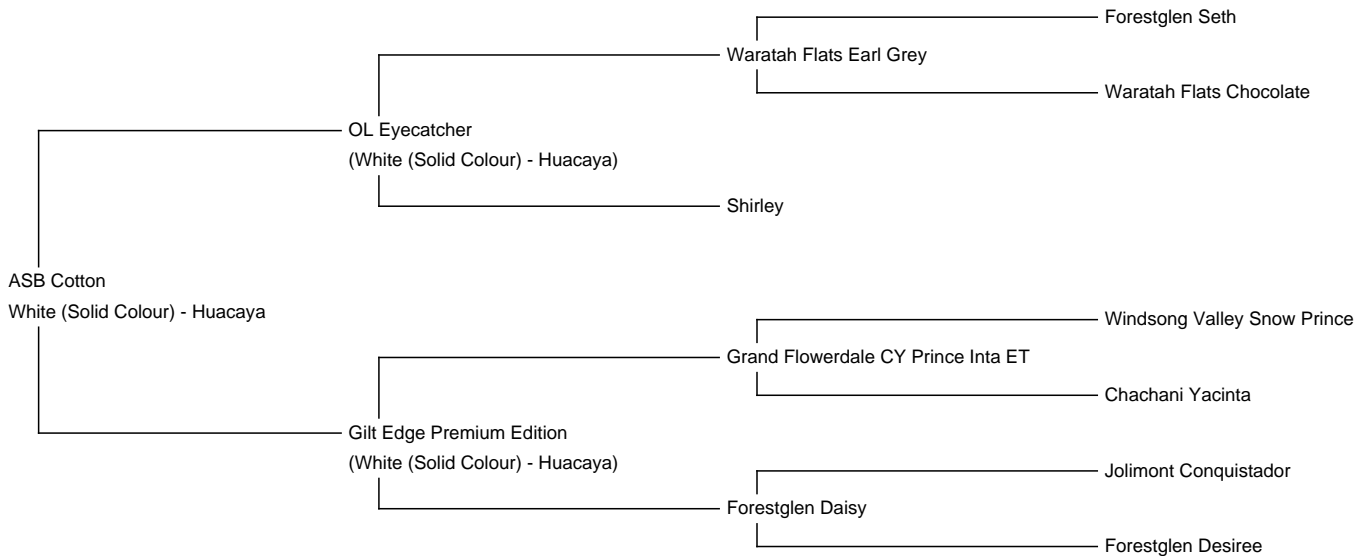 Forestglen Seth
Waratah Flats Earl Grey
Waratah Flats Chocolate
OL Eyecatcher
(White (Solid Colour) - Huacaya)
Shirley
ASB Cotton
White (Solid Colour) - Huacaya
Windsong Valley Snow Prince
Grand Flowerdale CY Prince Inta ET
Chachani Yacinta
Gilt Edge Premium Edition
(White (Solid Colour) - Huacaya)
Jolimont Conquistador
Forestglen Daisy
Forestglen Desiree